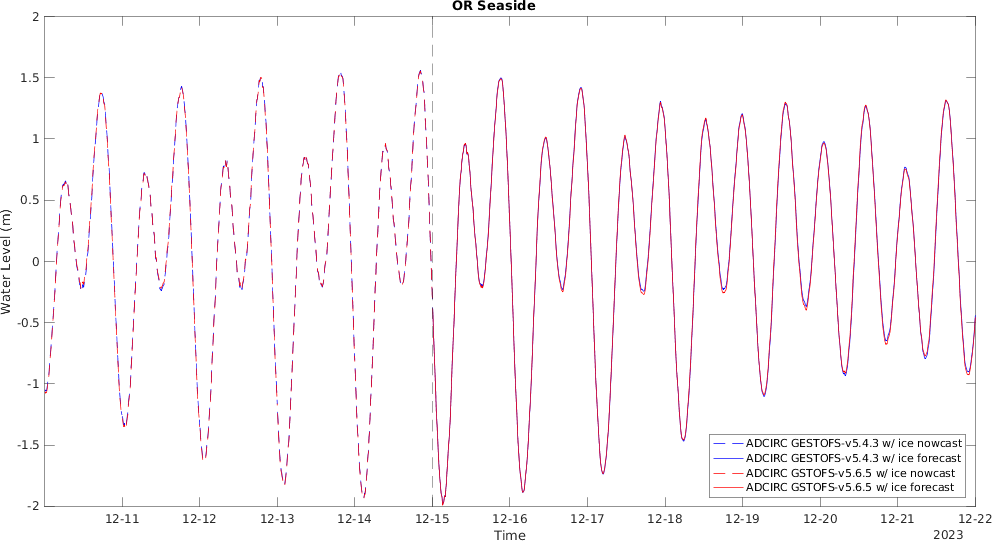 OR Seaside
2
1.5
1
0.5
0
-0.5
-1
-1.5
-2
Water Level (m)
12-11 12-12 12-13 12-14 12-15 12-16 12-17 12-18 12-19 12-20 12-21 12-22
Time
2023
ADCIRC GESTOFS-v5.4.3 w/ ice nowcast
ADCIRC GESTOFS-v5.4.3 w/ ice forecast
ADCIRC GSTOFS-v5.6.5 w/ ice nowcast
ADCIRC GSTOFS-v5.6.5 w/ ice forecast